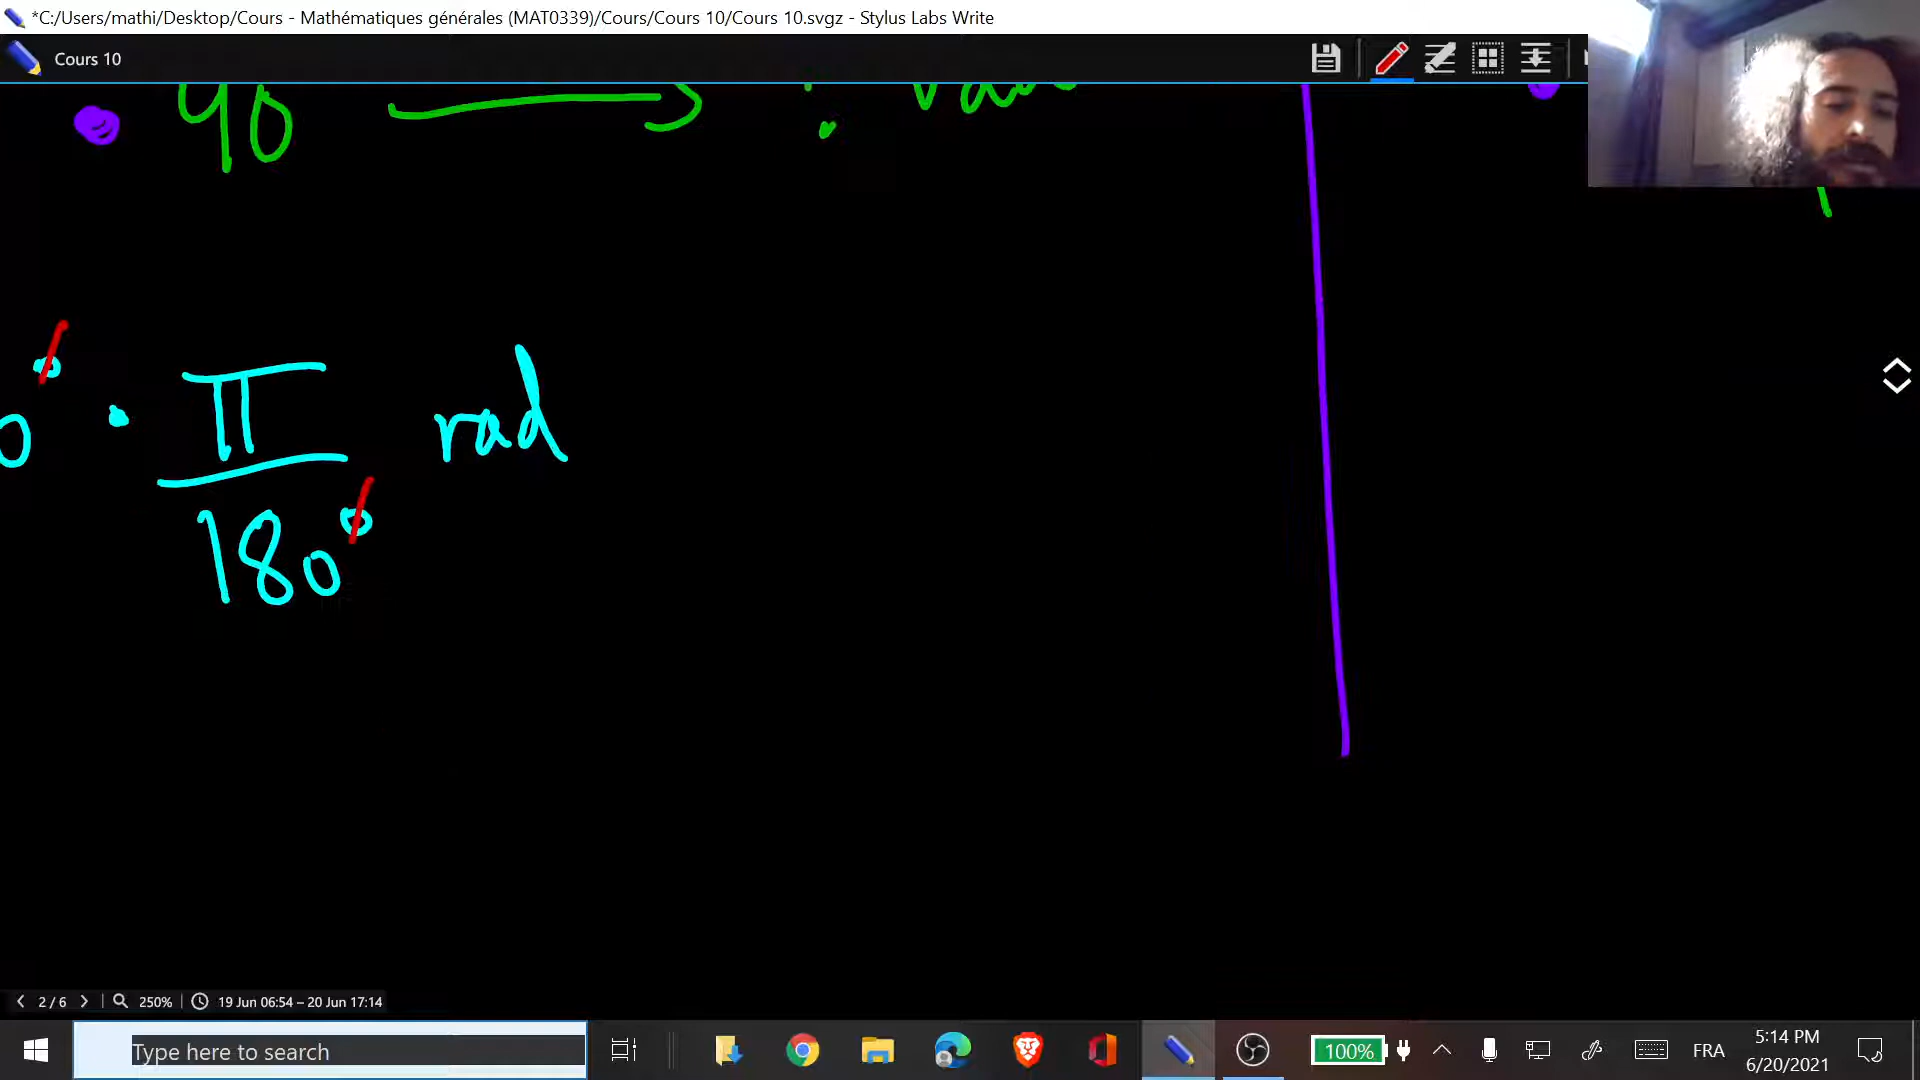 *C:/Users/mathi/Desktop/Cours - Mathématiques générales (MAT0339)/Cours/Cours 10/Cours 10.svgz - Stylus Labs Write
Cours 10
0° · π/180° rad
2 / 6
250%
19 Jun 06:54 – 20 Jun 17:14
Type here to search
100%
FRA
5:14 PM
6/20/2021